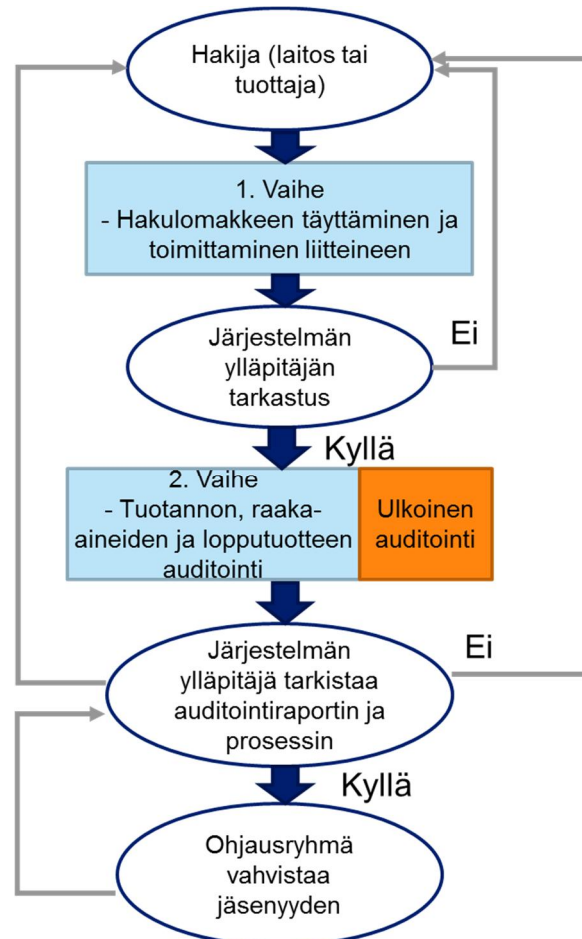 Hakija (laitos tai
tuottaja)
1. Vaihe
- Hakulomakkeen täyttäminen ja
toimittaminen liitteineen
Järjestelmän
ylläpitäjän
tarkastus
Ei
Kyllä
2. Vaihe
- Tuotannon, raaka-
aineiden ja lopputuotteen
auditointi
Ulkoinen
auditointi
Järjestelmän
ylläpitäjä tarkistaa
auditointiraportin ja
prosessin
Ei
Kyllä
Ohjausryhmä
vahvistaa
jäsenyyden